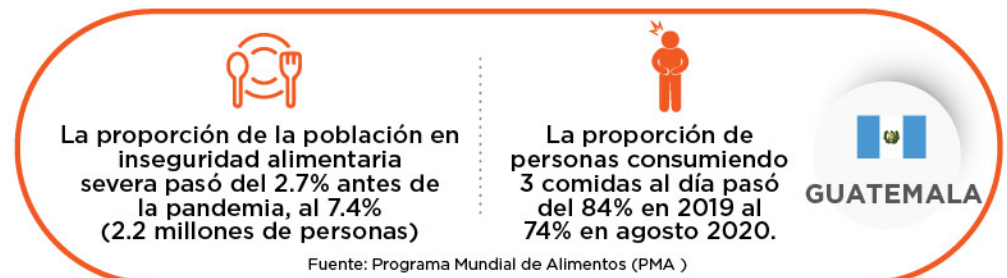 La proporción de la población en
inseguridad alimentaria
severa pasó del 2.7% antes de
la pandemia, al 7.4%
(2.2 millones de personas)
La proporción de
personas consumiendo
3 comidas al día pasó
del 84% en 2019 al
74% en agosto 2020.
GUATEMALA
Fuente: Programa Mundial de Alimentos (PMA )